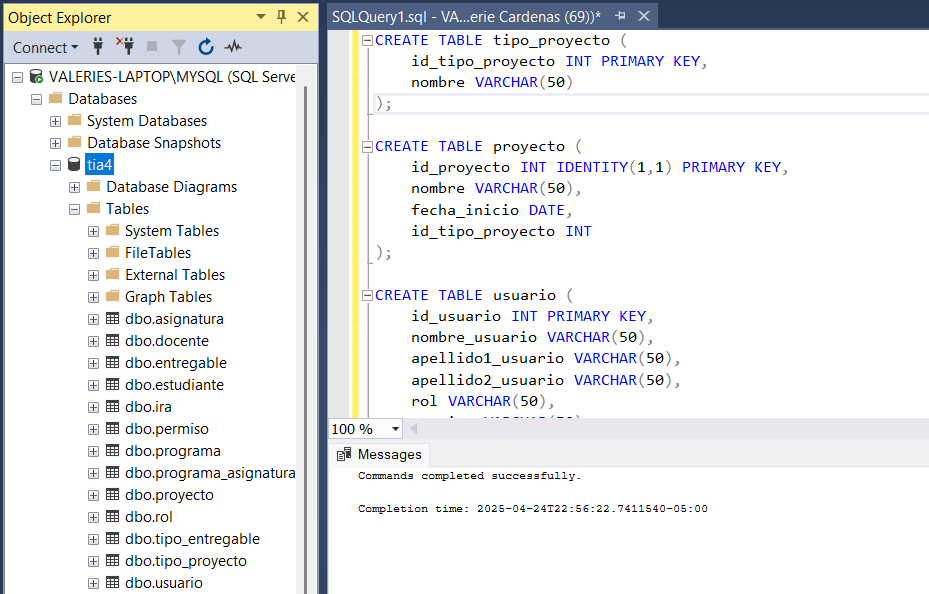 Object Explorer
Connect
VALERIES-LAPTOP\MYSQL (SQL Serve
Databases
System Databases
Database Snapshots
tia4
Database Diagrams
Tables
System Tables
FileTables
External Tables
Graph Tables
dbo.asignatura
dbo.docente
dbo.entregable
dbo.estudiante
dbo.ira
dbo.permiso
dbo.programa
dbo.programa_asignatura
dbo.proyecto
dbo.rol
dbo.tipo_entregable
dbo.tipo_proyecto
dbo.usuario
SQLQuery1.sql - VA...erie Cardenas (69))*
CREATE TABLE tipo_proyecto (
id_tipo_proyecto INT PRIMARY KEY,
nombre VARCHAR(50)
);
CREATE TABLE proyecto (
id_proyecto INT IDENTITY(1,1) PRIMARY KEY,
nombre VARCHAR(50),
fecha_inicio DATE,
id_tipo_proyecto INT
);
CREATE TABLE usuario (
id_usuario INT PRIMARY KEY,
nombre_usuario VARCHAR(50),
apellido1_usuario VARCHAR(50),
apellido2_usuario VARCHAR(50),
rol VARCHAR(50),
100 %
Messages
Commands completed successfully.
Completion time: 2025-04-24T22:56:22.7411540-05:00